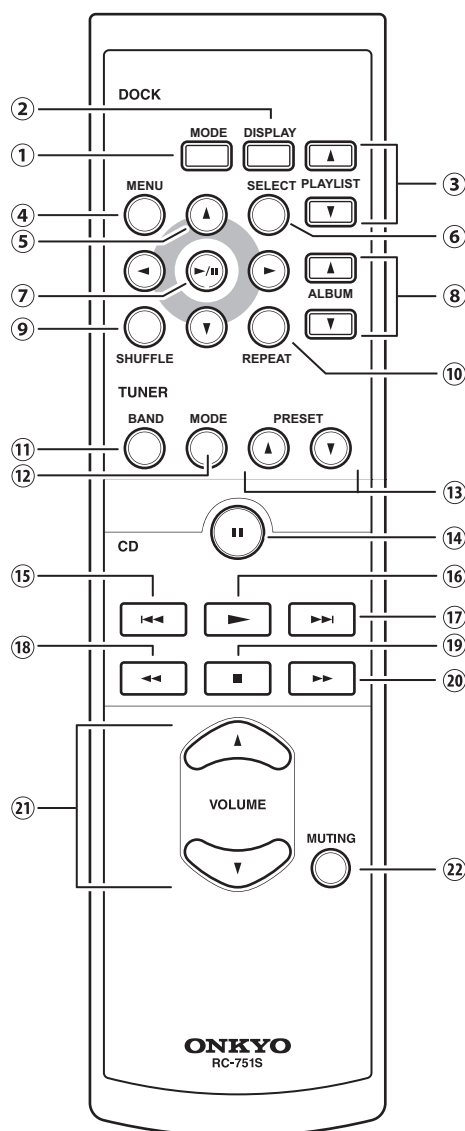 DOCK
②
① MODE DISPLAY
③
MENU SELECT PLAYLIST
④
⑤ ⑥
⑦ ALBUM ⑧
⑨
SHUFFLE REPEAT ⑩
TUNER
BAND MODE PRESET
⑪
⑫ ⑬
CD ⑭
⑮ ⑯
⑰
⑱ ⑲
⑳
VOLUME
㉑
MUTING
㉒
ONKYO
RC-751S